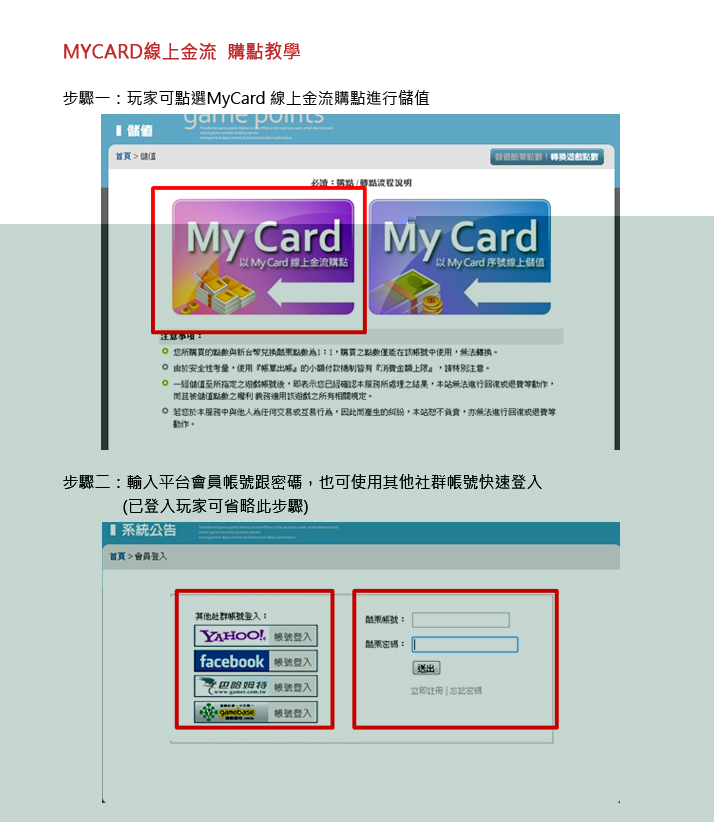 MYCARD線上金流 購點教學
步驟一：玩家可點選MyCard 線上金流購點進行儲值
儲值
game points
首頁 > 儲值
儲值酷栗點數 | 轉換遊戲點數
必讀：購點 / 轉點流程說明
My Card
以 My Card 線上金流購點
My Card
以 My Card 序號線上儲值
注意事項：
您所購買的點數與新台幣兌換酷栗點數為1：1，購買之點數僅能在該帳號中使用，無法轉換。
由於安全性考量，使用『帳單出帳』的小額付款機制皆有『消費金額上限』，請特別注意。
一經儲值至所指定之遊戲帳號後，即表示您已經確認本服務所處理之結果，本站無法進行回復或退費等動作，
而且被儲值點數之權利義務適用該遊戲之所有相關規定。
若您於本服務中與他人為任何交易或互易行為，因此而產生的糾紛，本站恕不負責，亦無法進行回復或退費等
動作。
步驟二：輸入平台會員帳號跟密碼，也可使用其他社群帳號快速登入
(已登入玩家可省略此步驟)
系統公告
首頁 > 會員登入
其他社群帳號登入：
YAHOO! 帳號登入
facebook 帳號登入
巴哈姆特 帳號登入
www.gamer.com.tw
gamebase 帳號登入
酷栗帳號：
酷栗密碼：
送出
立即註冊 | 忘記密碼